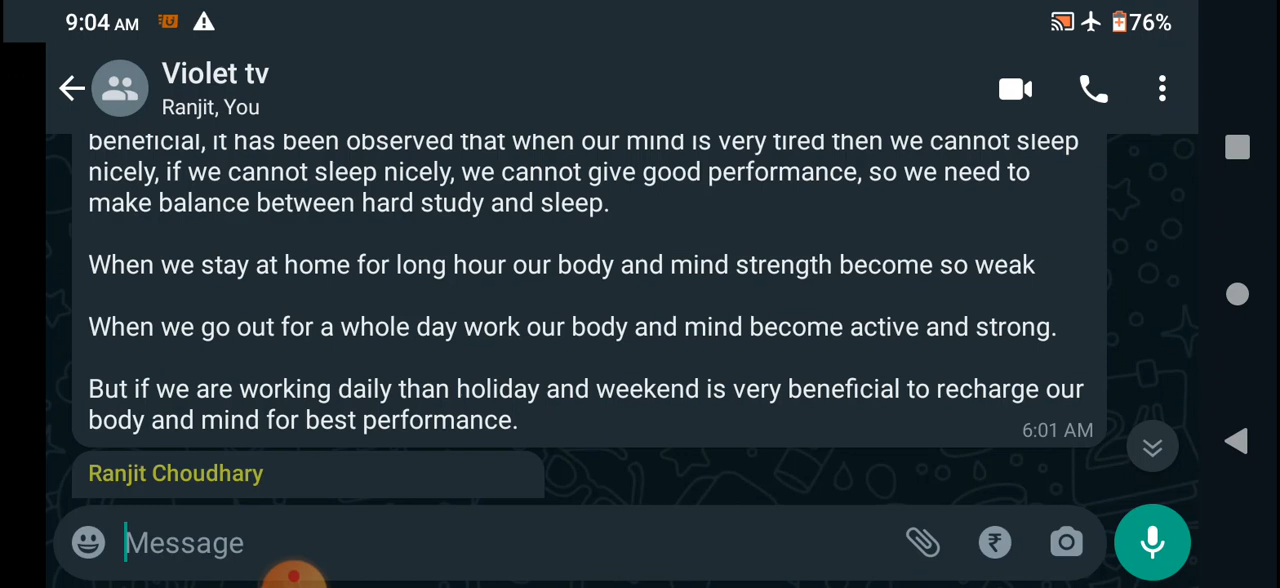 9:04 AM
76%
Violet tv
Ranjit, You
beneficial, it has been observed that when our mind is very tired then we cannot sleep
nicely, if we cannot sleep nicely, we cannot give good performance, so we need to
make balance between hard study and sleep.
When we stay at home for long hour our body and mind strength become so weak
When we go out for a whole day work our body and mind become active and strong.
But if we are working daily than holiday and weekend is very beneficial to recharge our
body and mind for best performance.
6:01 AM
Ranjit Choudhary
Message